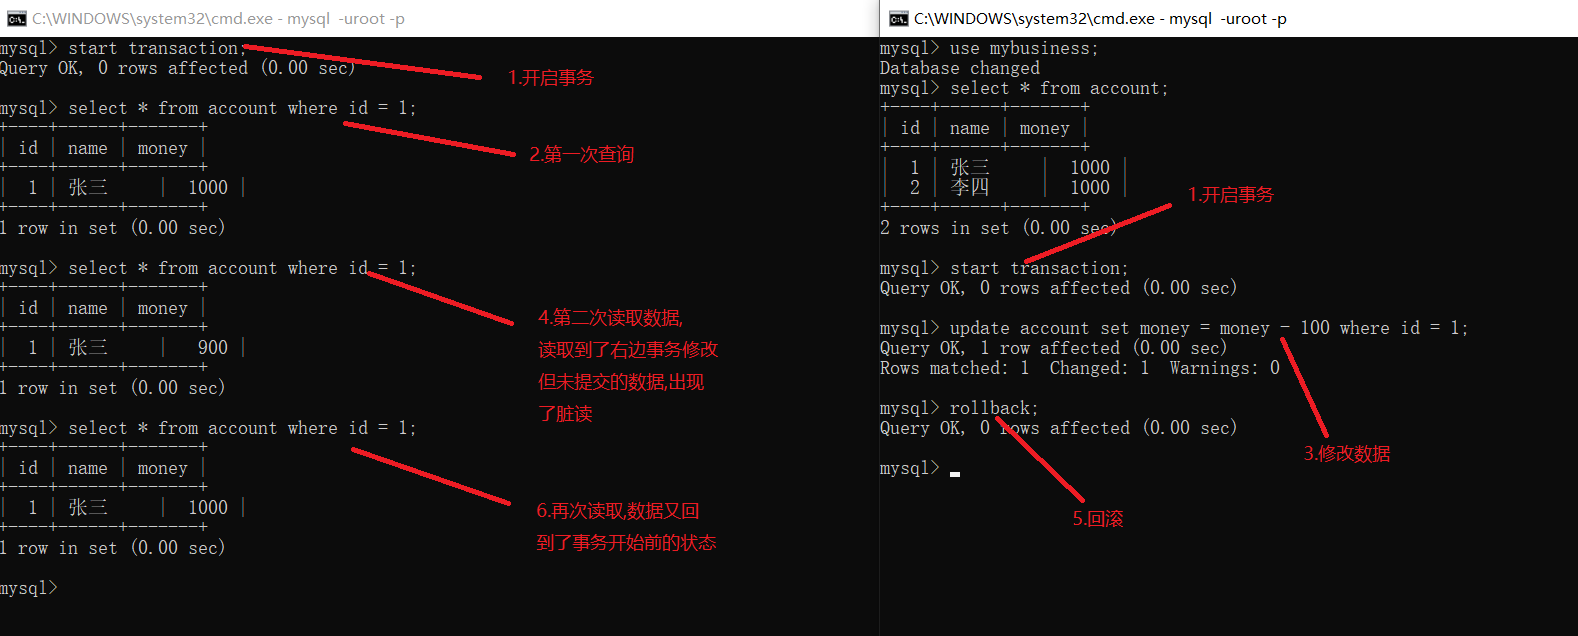 C:\WINDOWS\system32\cmd.exe - mysql  -uroot -p
mysql> start transaction;
Query OK, 0 rows affected (0.00 sec)
1.开启事务
mysql> select * from account where id = 1;
+----+------+-------+
| id | name | money |
+----+------+-------+
|  1 | 张三     |  1000 |
+----+------+-------+
1 row in set (0.00 sec)
2.第一次查询
mysql> select * from account where id = 1;
+----+------+-------+
| id | name | money |
+----+------+-------+
|  1 | 张三     |   900 |
+----+------+-------+
1 row in set (0.00 sec)
4.第二次读取数据,
读取到了右边事务修改
但未提交的数据,出现
了脏读
mysql> select * from account where id = 1;
+----+------+-------+
| id | name | money |
+----+------+-------+
|  1 | 张三     |  1000 |
+----+------+-------+
1 row in set (0.00 sec)
6.再次读取,数据又回
到了事务开始前的状态
mysql>
C:\WINDOWS\system32\cmd.exe - mysql  -uroot -p
mysql> use mybusiness;
Database changed
mysql> select * from account;
+----+------+-------+
| id | name | money |
+----+------+-------+
|  1 | 张三     |  1000 |
|  2 | 李四     |  1000 |
+----+------+-------+
2 rows in set (0.00 sec)
1.开启事务
mysql> start transaction;
Query OK, 0 rows affected (0.00 sec)
mysql> update account set money = money - 100 where id = 1;
Query OK, 1 row affected (0.00 sec)
Rows matched: 1  Changed: 1  Warnings: 0
3.修改数据
mysql> rollback;
Query OK, 0 rows affected (0.00 sec)
5.回滚
mysql>